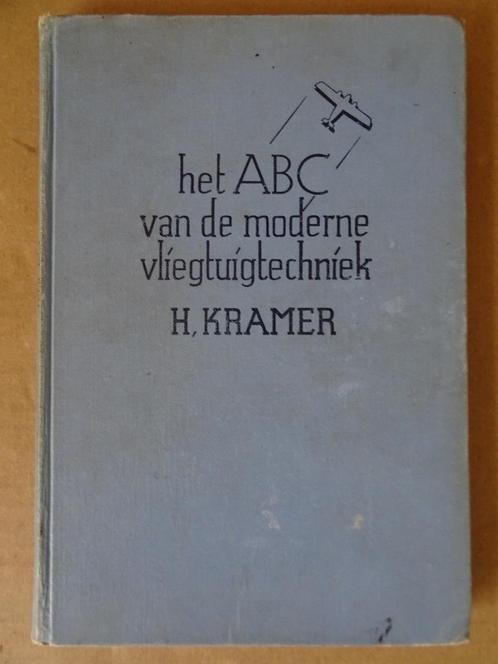 het ABC
van de moderne
vliegtuigtechniek
H. KRAMER